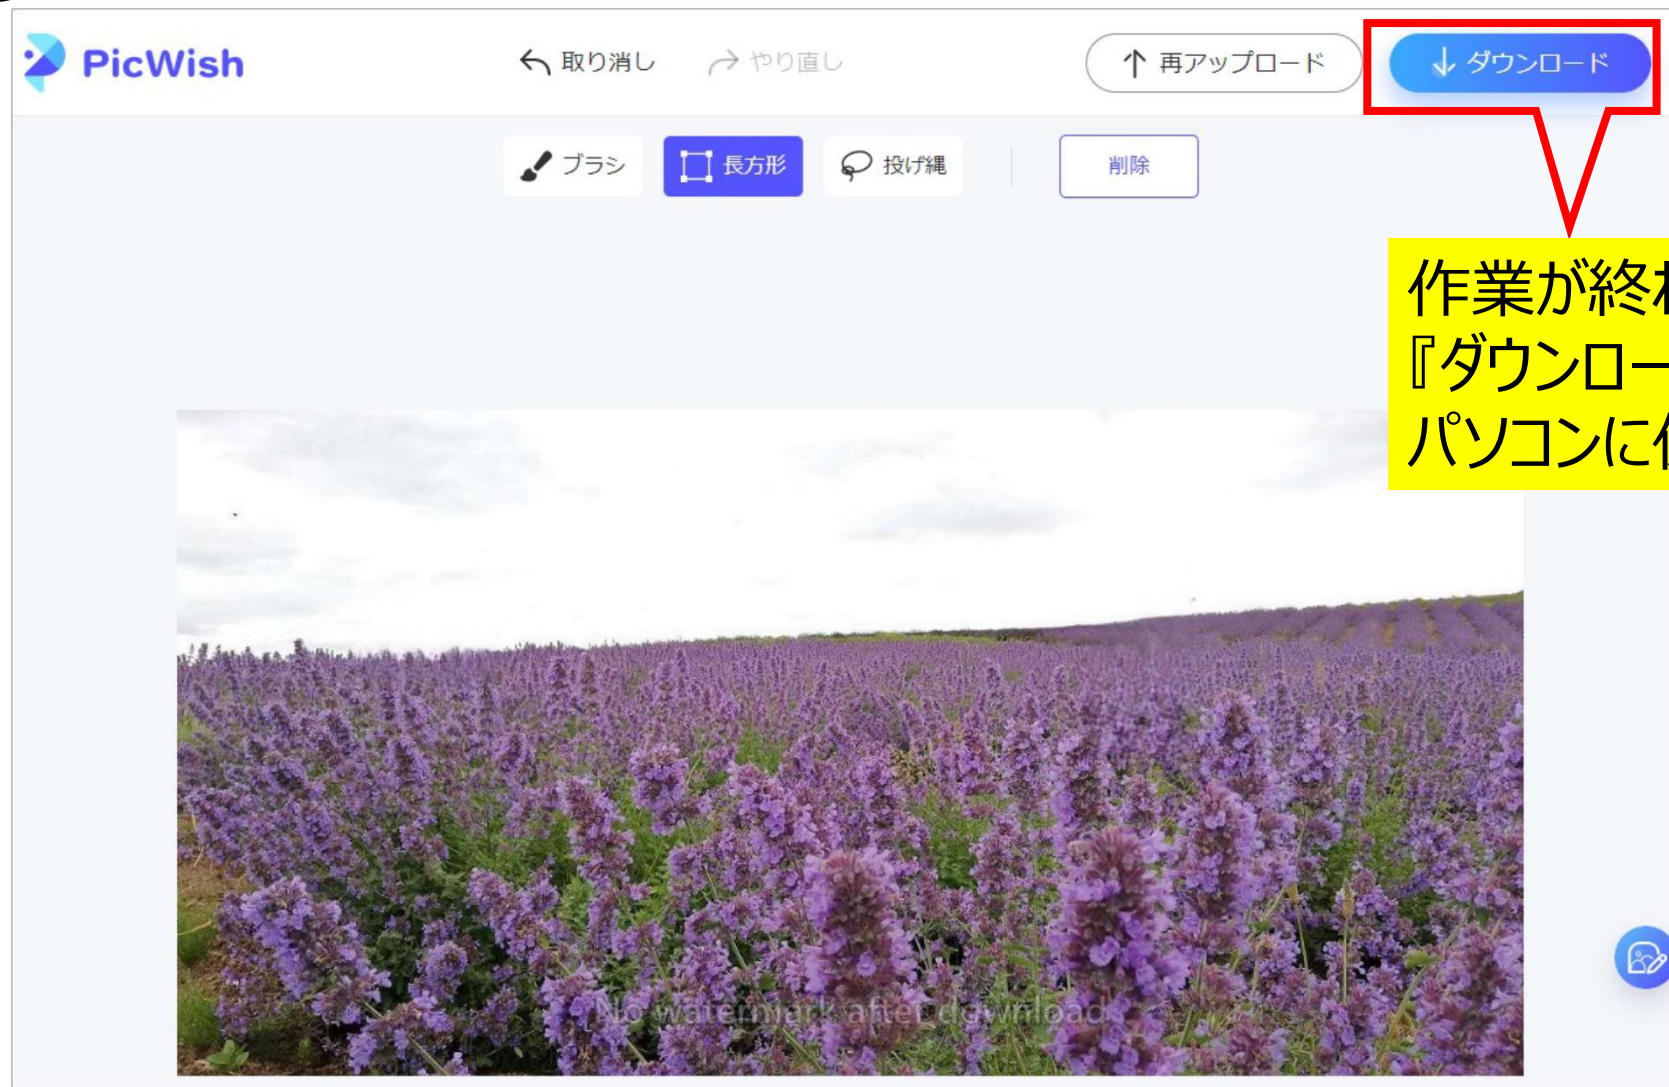 PicWish
取り消し
やり直し
再アップロード
ダウンロード
ブラシ
長方形
投げ縄
削除
作業が終わ
『ダウンロー
パソコンに
No watermark after download